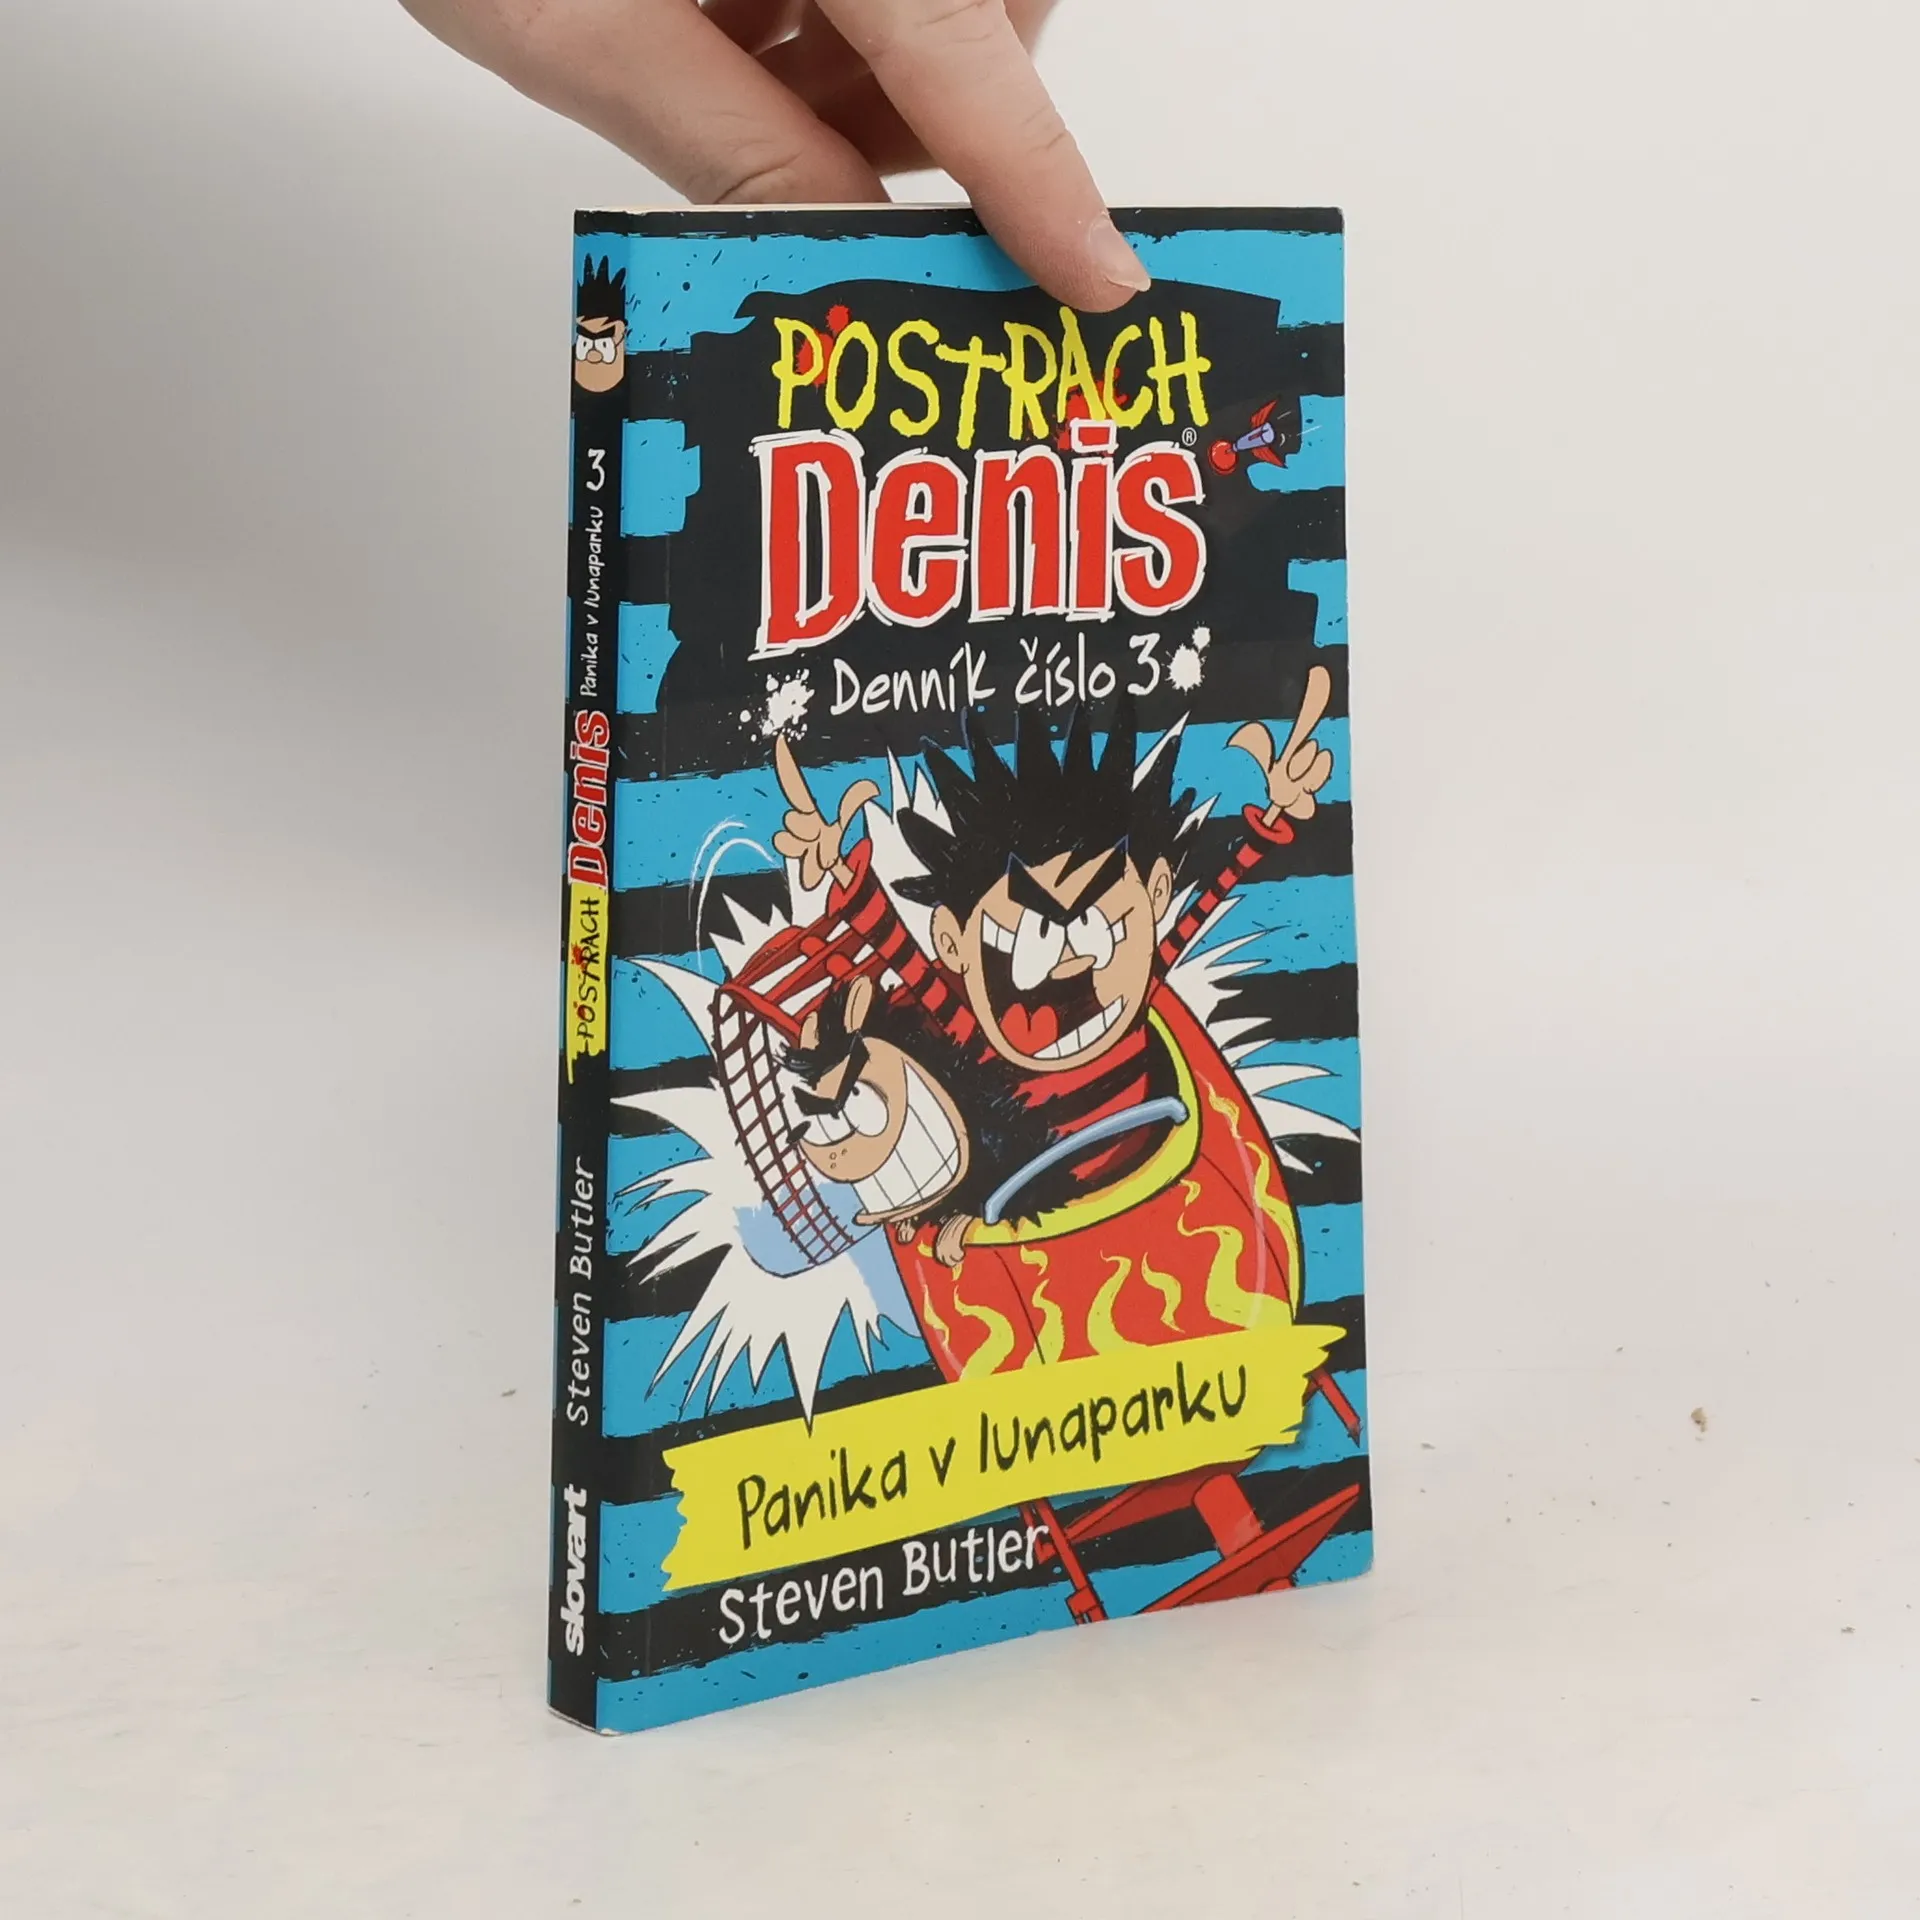 POSTRACH
Denis®
Denník číslo 3
Panika v lunaparku
Steven Butler
Steven Butler POSTRACH Denis Panika v lunaparku 3
slovart